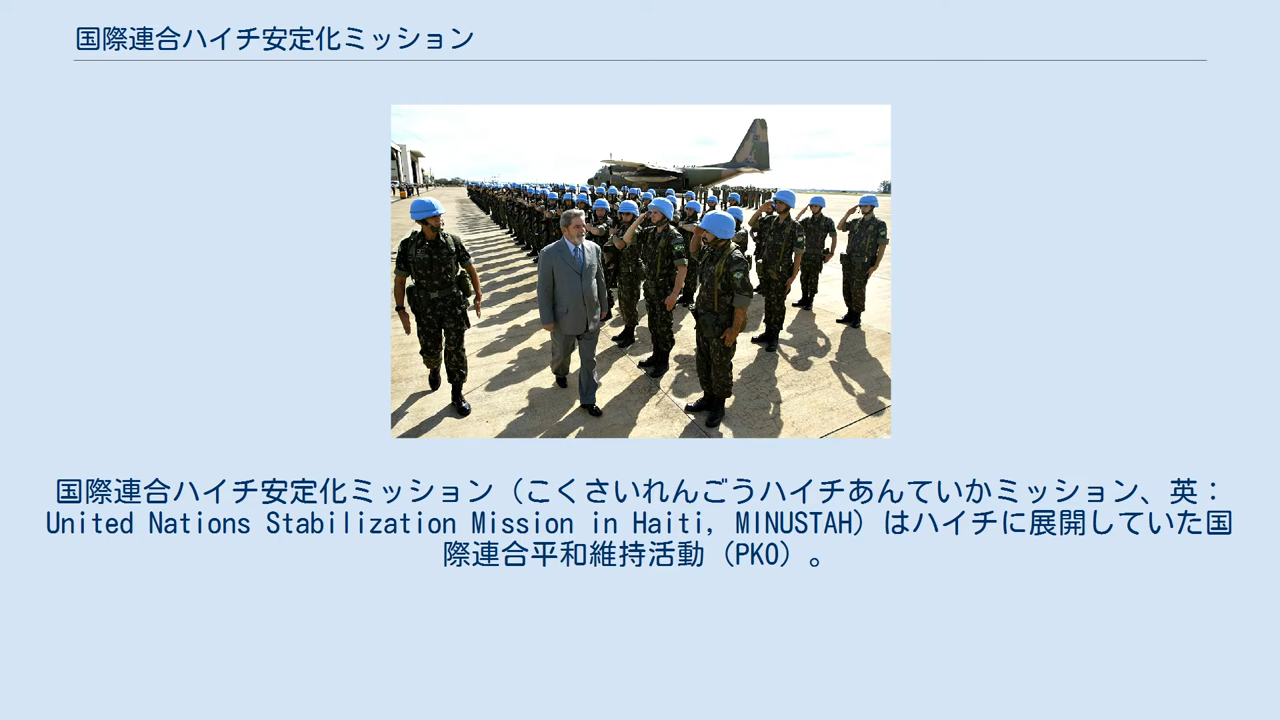 国際連合ハイチ安定化ミッション
国際連合ハイチ安定化ミッション（こくさいれんごうハイチあんていかミッション、英：
United Nations Stabilization Mission in Haiti, MINUSTAH）はハイチに展開していた国
際連合平和維持活動（PKO）。